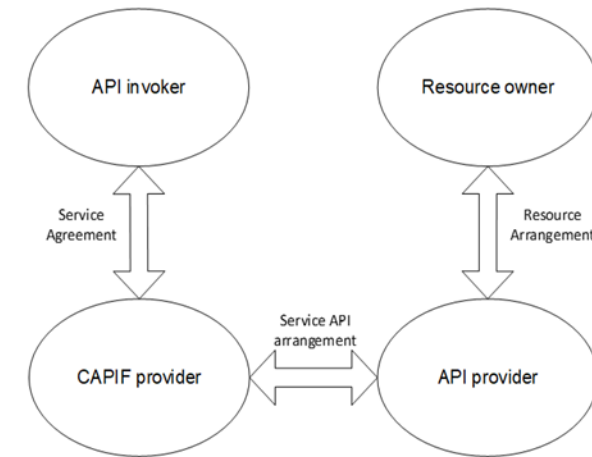 API invoker
Resource owner
Service
Agreement
Resource
Arrangement
Service API
arrangement
CAPIF provider
API provider